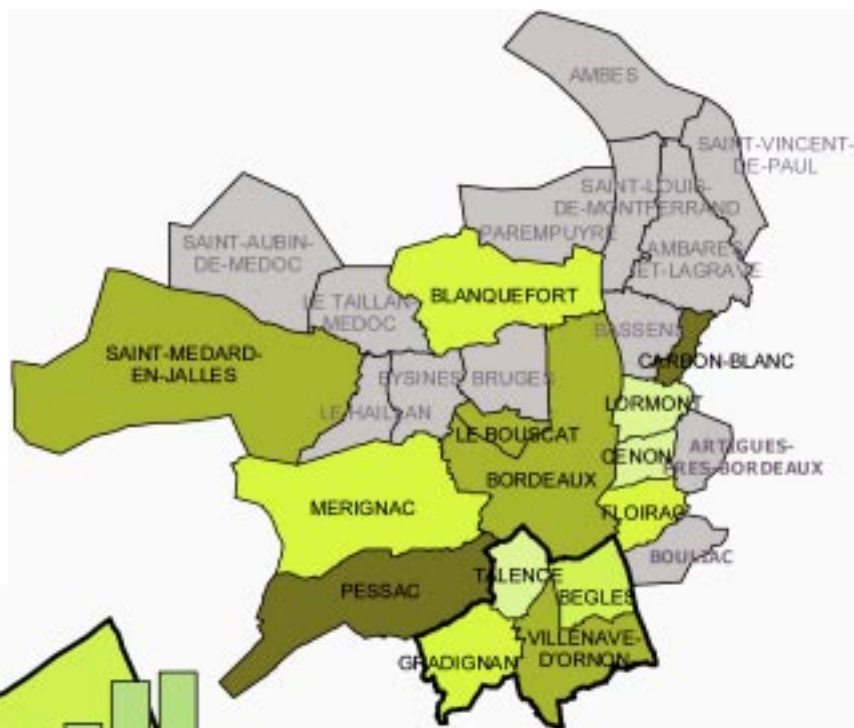 AMBES
SAINT-VINCENT-
DE-PAUL
SAINT-LOUIS-
DE-MONTFERRAND
PAREMPUYRE
SAINT-AUBIN-
DE-MEDOC
AMBARES
ET-LAGRAVE
LE TAILLAN-
MEDOC
BLANQUEFORT
BASSENS
SAINT-MEDARD-
EN-JALLES
CARBON-BLANC
EYSINES
BRUGES
LORMONT
LE-HAILLAN
LE BOUSCAT
ARTIGUES-
PRES-BORDEAUX
CENON
BORDEAUX
MERIGNAC
FLOIRAC
BOULIAC
TALENCE
PESSAC
BEGLES
VILLENAVE-
D'ORNON
GRADIGNAN